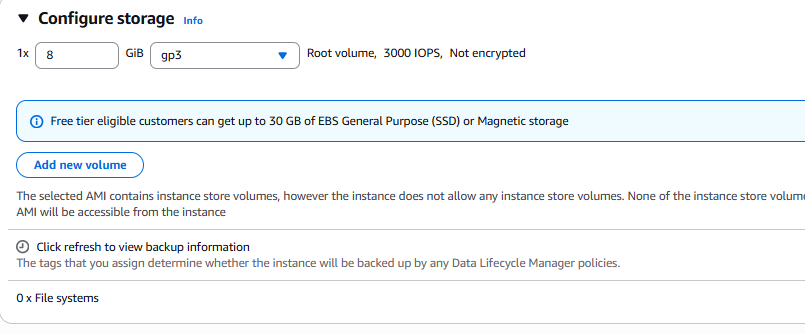 Configure storage Info
1x 8 GiB gp3 Root volume, 3000 IOPS, Not encrypted
Free tier eligible customers can get up to 30 GB of EBS General Purpose (SSD) or Magnetic storage
Add new volume
The selected AMI contains instance store volumes, however the instance does not allow any instance store volumes. None of the instance store volume
AMI will be accessible from the instance
Click refresh to view backup information
The tags that you assign determine whether the instance will be backed up by any Data Lifecycle Manager policies.
0 x File systems